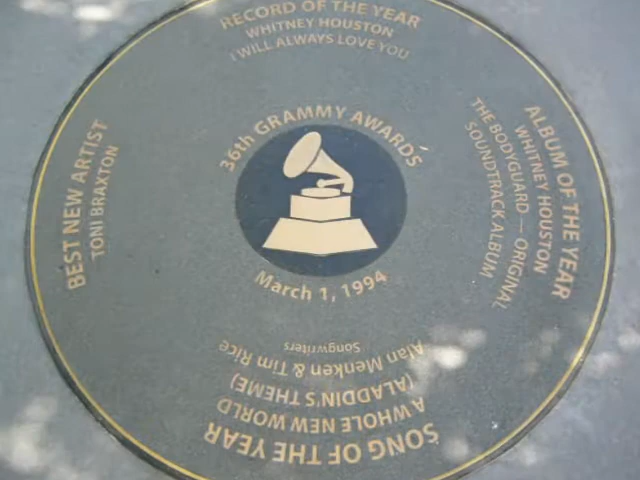 RECORD OF THE YEAR
WHITNEY HOUSTON
I WILL ALWAYS LOVE YOU
36th GRAMMY AWARDS
March 1, 1994
BEST NEW ARTIST
TONI BRAXTON
ALBUM OF THE YEAR
WHITNEY HOUSTON
THE BODYGUARD — ORIGINAL
SOUNDTRACK ALBUM
SONG OF THE YEAR
A WHOLE NEW WORLD
(ALADDIN'S THEME)
Alan Menken & Tim Rice
Songwriters